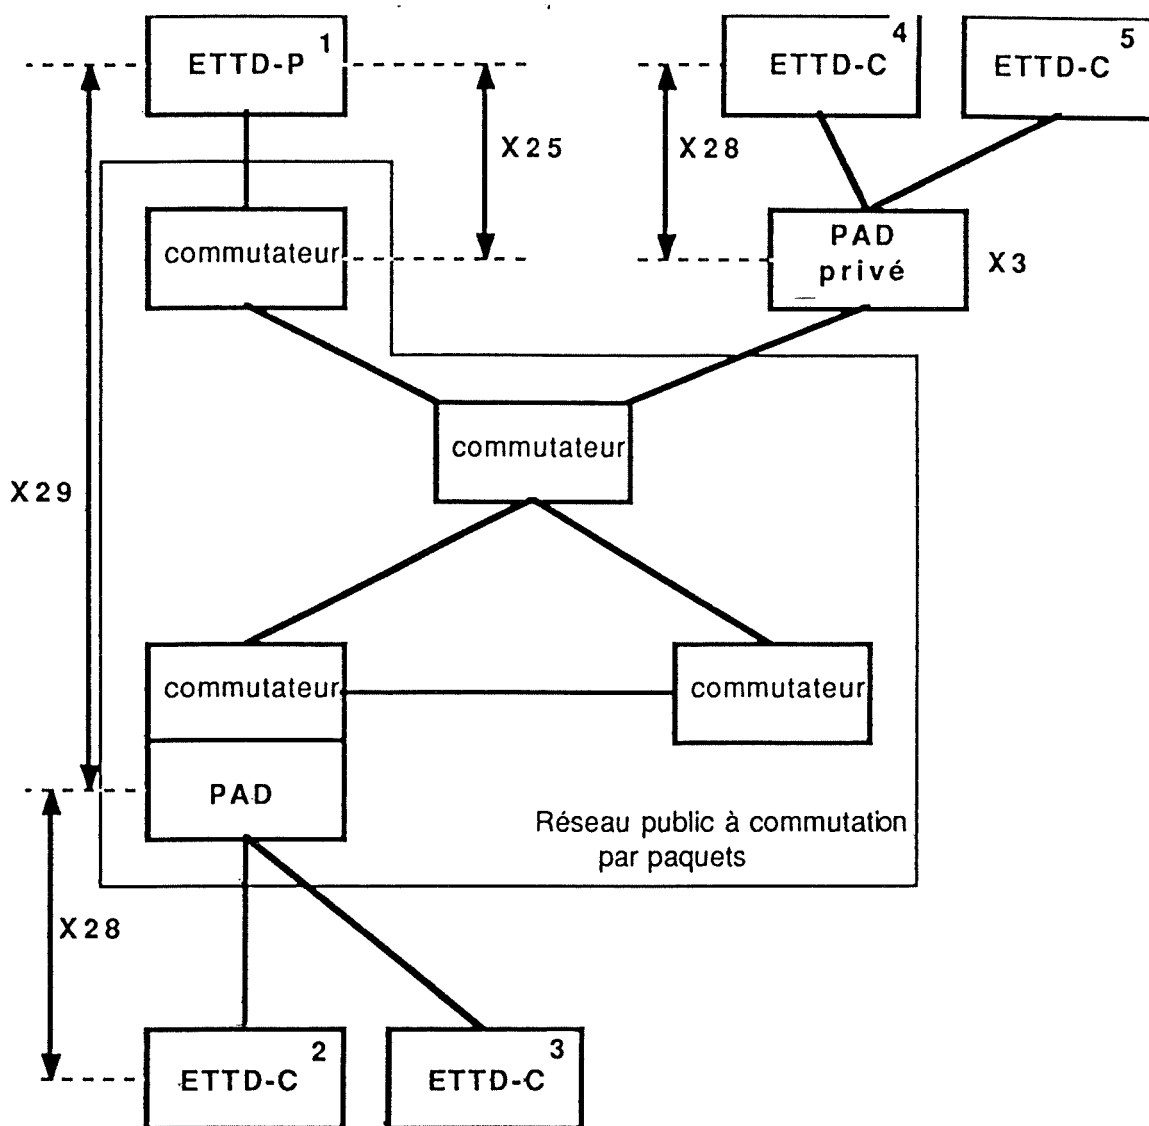 1
ETTD-P
4
ETTD-C
5
ETTD-C
X25
X28
commutateur
PAD
privé
X3
commutateur
X29
commutateur
commutateur
PAD
Réseau public à commutation
par paquets
X28
2
ETTD-C
3
ETTD-C